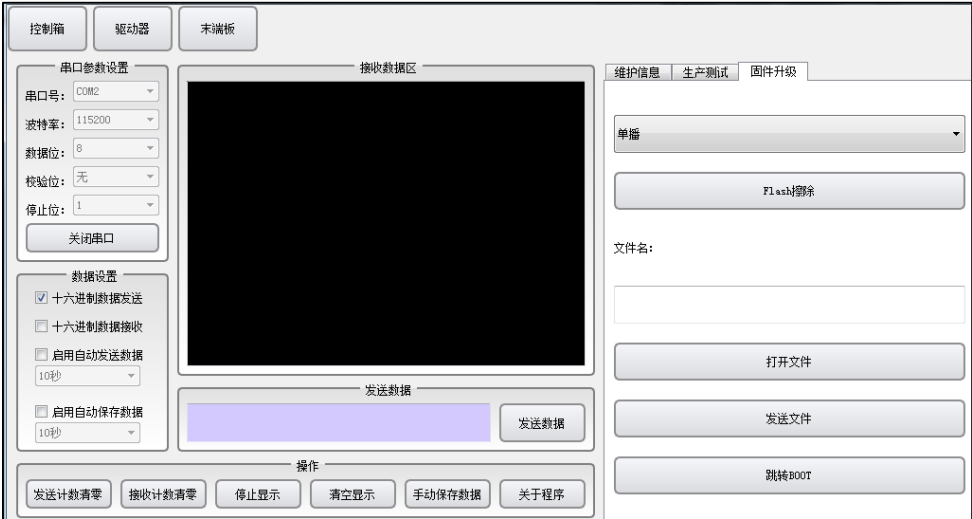 控制箱 驱动器 末端板
串口参数设置
串口号: COM2
波特率: 115200
数据位: 8
校验位: 无
停止位: 1
关闭串口
数据设置
十六进制数据发送
十六进制数据接收
启用自动发送数据
10秒
启用自动保存数据
10秒
接收数据区
发送数据
发送数据
操作
发送计数清零 接收计数清零 停止显示 清空显示 手动保存数据 关于程序
维护信息 生产测试 固件升级
单播
Flash擦除
文件名:
打开文件
发送文件
跳转BOOT